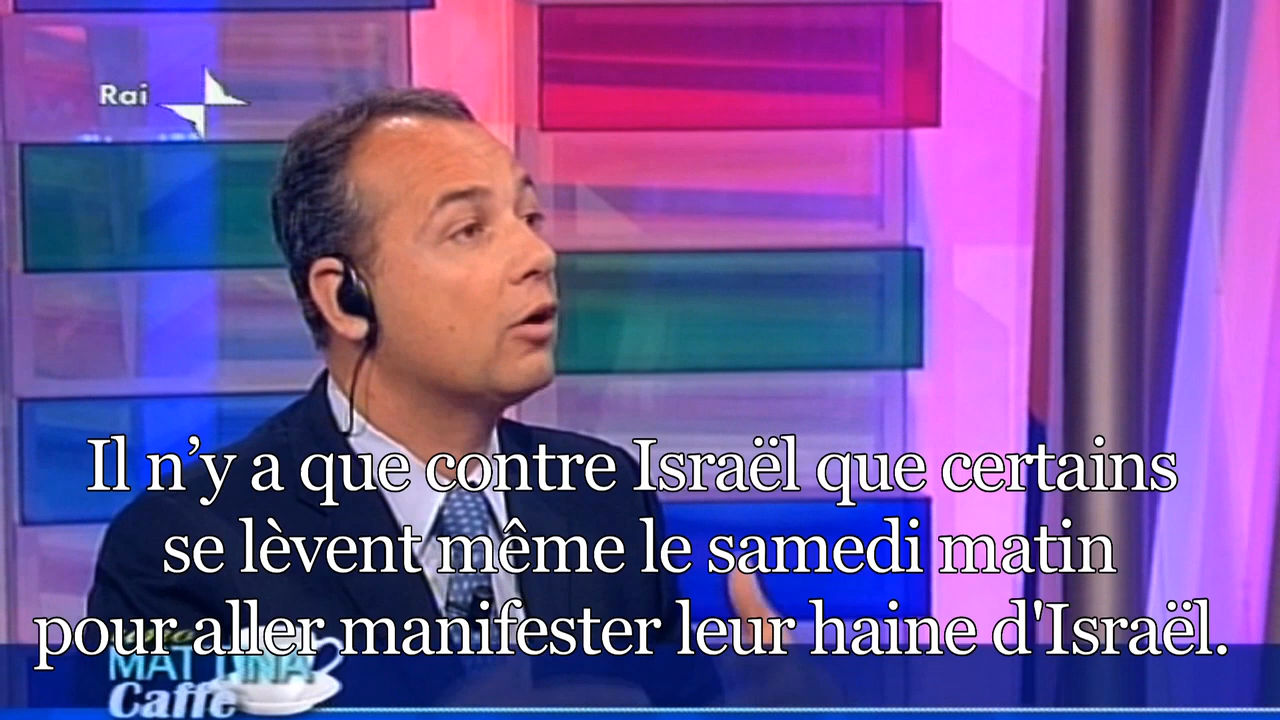 Rai
Il n’y a que contre Israël que certains
se lèvent même le samedi matin
pour aller manifester leur haine d'Israël.
MATTINA
Caffè